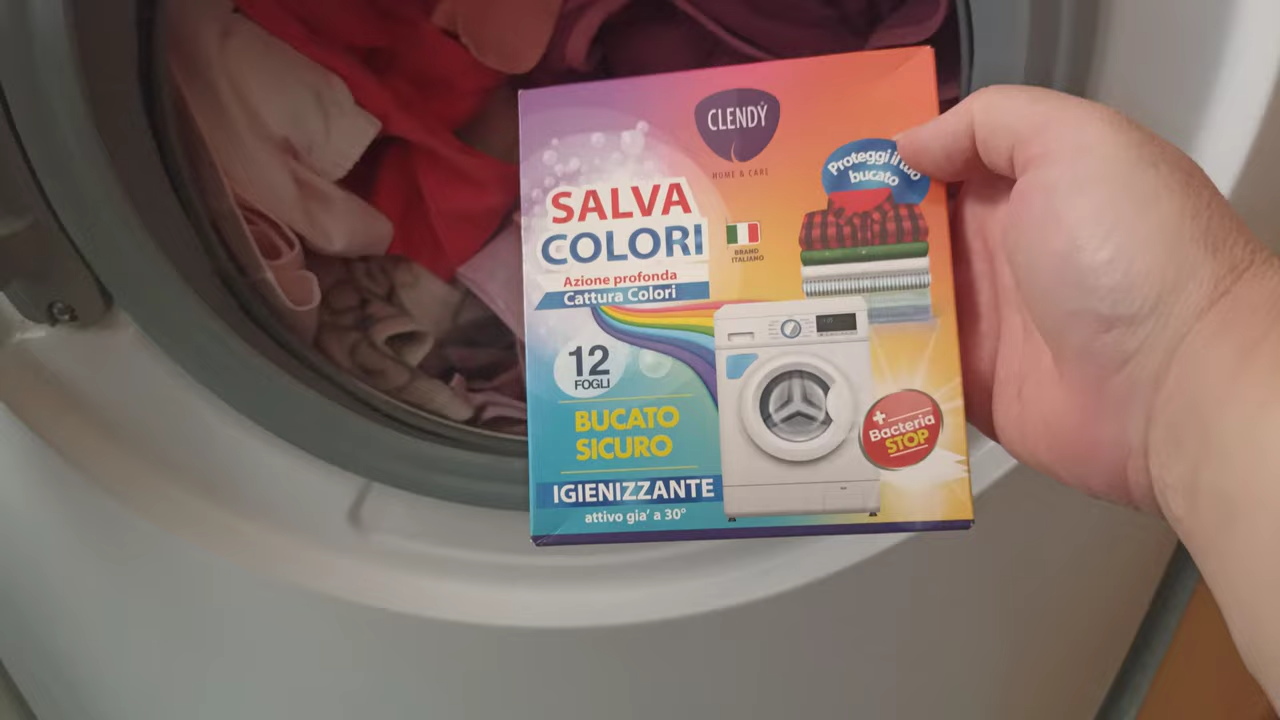 CLENDY
HOME & CARE
Proteggi il tuo
bucato
SALVA
COLORI
BRAND
ITALIANO
Azione profonda
Cattura Colori
12
FOGLI
BUCATO
SICURO
+
Bacteria
STOP
IGIENIZZANTE
attivo gia' a 30°